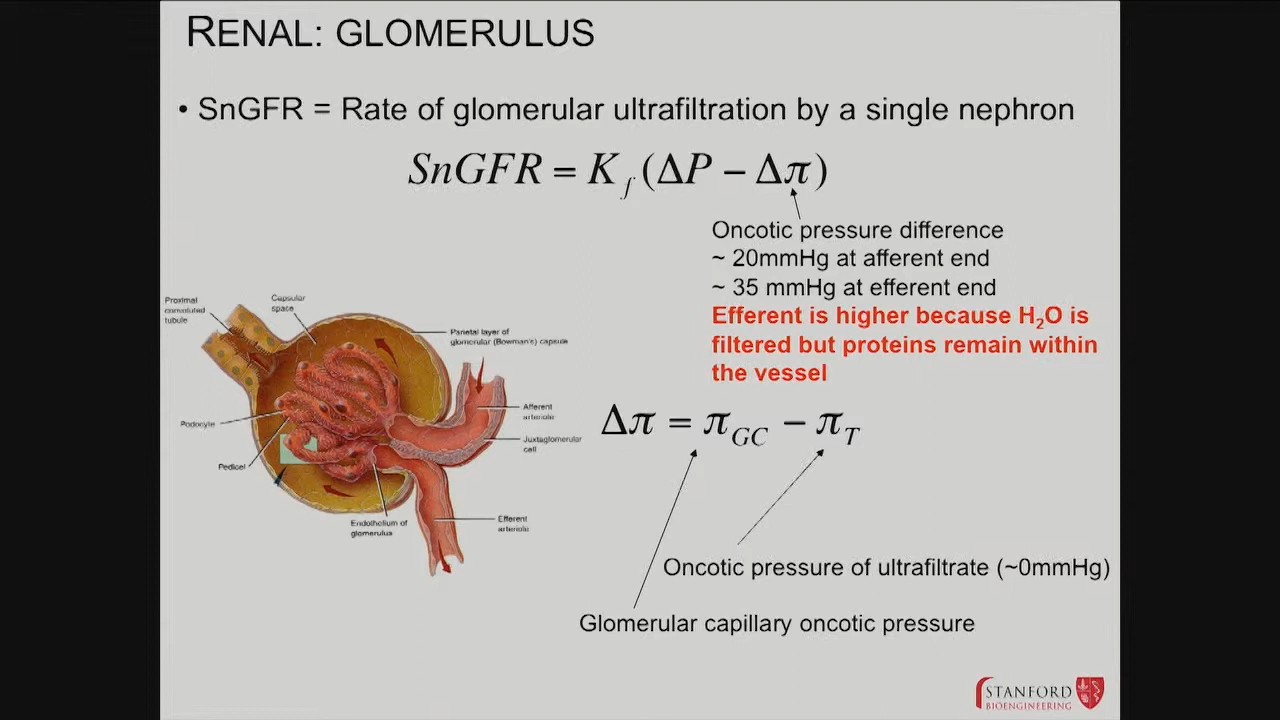 RENAL: GLOMERULUS
• SnGFR = Rate of glomerular ultrafiltration by a single nephron
SnGFR = K_f (ΔP − Δπ)
Oncotic pressure difference
~ 20mmHg at afferent end
~ 35 mmHg at efferent end
Efferent is higher because H₂O is
filtered but proteins remain within
the vessel
Δπ = π_GC − π_T
Oncotic pressure of ultrafiltrate (~0mmHg)
Glomerular capillary oncotic pressure
Proximal
convoluted
tubule
Capsular
space
Parietal layer of
glomerular (Bowman's) capsule
Afferent
arteriole
Juxtaglomerular
cell
Podocyte
Pedicel
Endothelium of
glomerulus
Efferent
arteriole
STANFORD
BIOENGINEERING